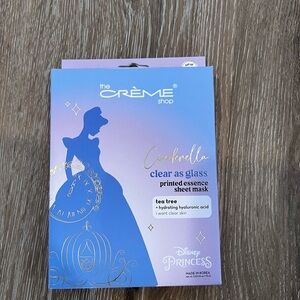 the
CRÈME®
shop
Cinderella
clear as glass
printed essence
sheet mask
tea tree
+ hydrating hyaluronic acid
i want clear skin
Disney
PRINCESS
MADE IN KOREA